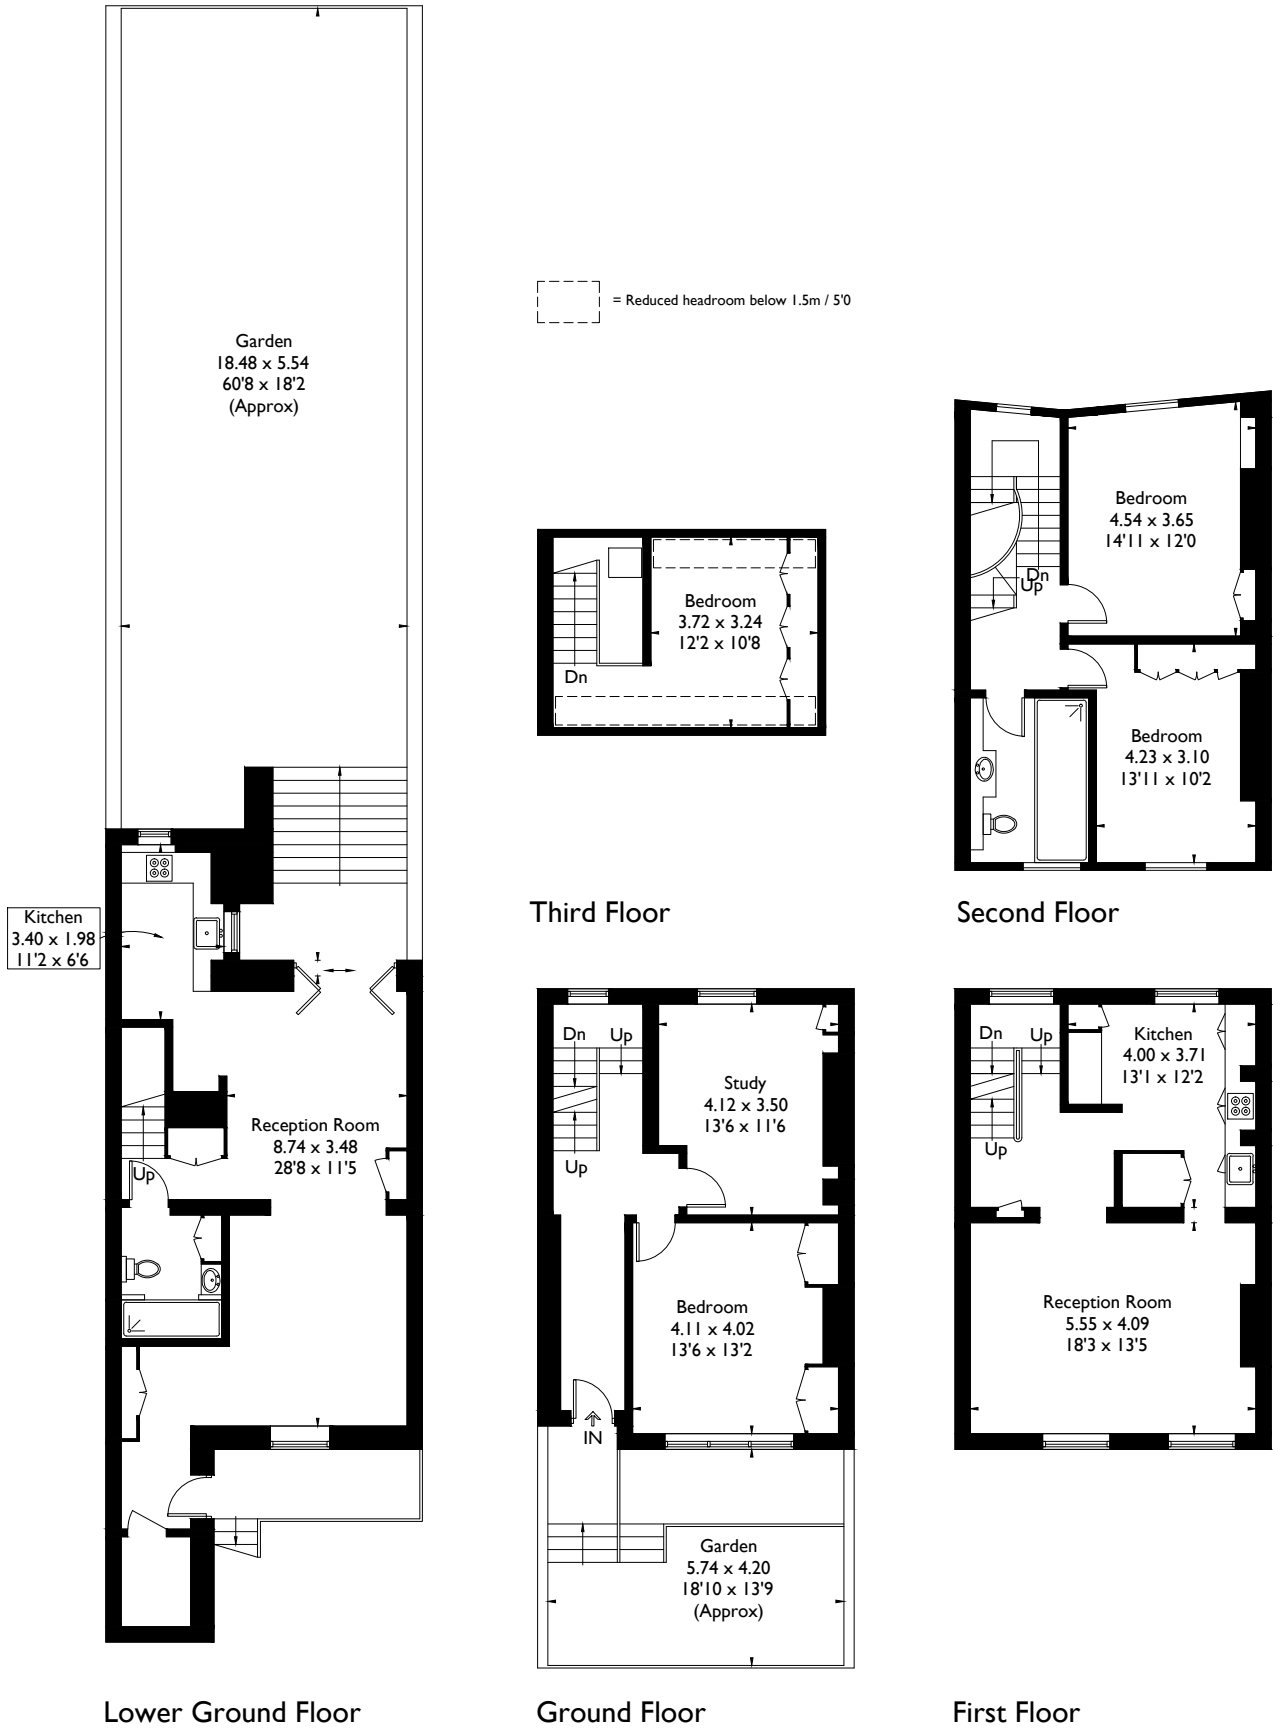 Garden
18.48 x 5.54
60'8 x 18'2
(Approx)
= Reduced headroom below 1.5m / 5'0
Bedroom
3.72 x 3.24
12'2 x 10'8
Dn
Third Floor
Bedroom
4.54 x 3.65
14'11 x 12'0
Dn
Up
Bedroom
4.23 x 3.10
13'11 x 10'2
Second Floor
Kitchen
3.40 x 1.98
11'2 x 6'6
Reception Room
8.74 x 3.48
28'8 x 11'5
Up
Lower Ground Floor
Dn
Up
Study
4.12 x 3.50
13'6 x 11'6
Up
Bedroom
4.11 x 4.02
13'6 x 13'2
IN
Garden
5.74 x 4.20
18'10 x 13'9
(Approx)
Ground Floor
Dn
Up
Kitchen
4.00 x 3.71
13'1 x 12'2
Up
Reception Room
5.55 x 4.09
18'3 x 13'5
First Floor